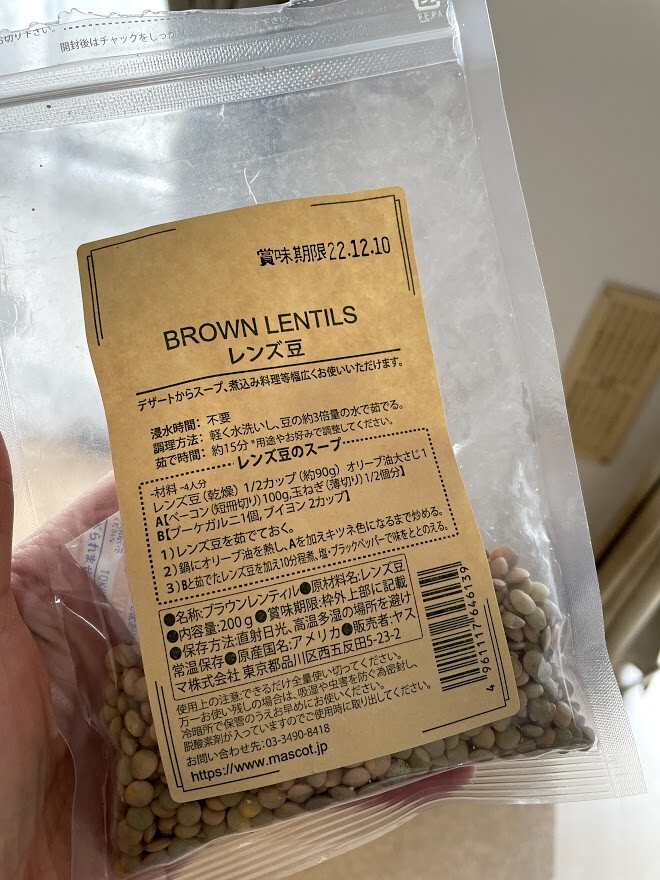 お切り下さい。
開封後はチャックをしっか
賞味期限22.12.10
BROWN LENTILS
レンズ豆
デザートからスープ、煮込み料理等幅広くお使いいただけます。
浸水時間: 不要
調理方法: 軽く水洗いし、豆の約3倍量の水で茹でる。
茹で時間: 約15分 *用途やお好みで調整してください。
レンズ豆のスープ
-材料-4人分
レンズ豆(乾燥) 1/2カップ(約90g) オリーブ油大さじ1
A【ベーコン(短冊切り)100g,玉ねぎ(薄切り)1/2個分】
B【ブーケガルニ1個, ブイヨン 2カップ】
1)レンズ豆を茹でておく。
2)鍋にオリーブ油を熱し、Aを加えキツネ色になるまで炒める。
3)Bと茹でたレンズ豆を加え10分程煮、塩・ブラックペッパーで味をととのえる。
●名称:ブラウンレンティル●原材料名:レンズ豆
●内容量:200g●賞味期限:枠外上部に記載
●保存方法:直射日光、高温多湿の場所を避け
常温保存●原産国名:アメリカ●販売者:ヤス
マ株式会社 東京都品川区西五反田5-23-2
使用上の注意:できるだけ全量使い切ってください。
万一お使い残しの場合は、吸湿や虫害を防ぐ為密封し、
冷暗所で保管のうえお早めにお使いください。
脱酸素剤が入っていますのでご使用時に取り出してください。
お問い合わせ先:03-3490-8418
https://www.mascot.jp
4 961117 646139